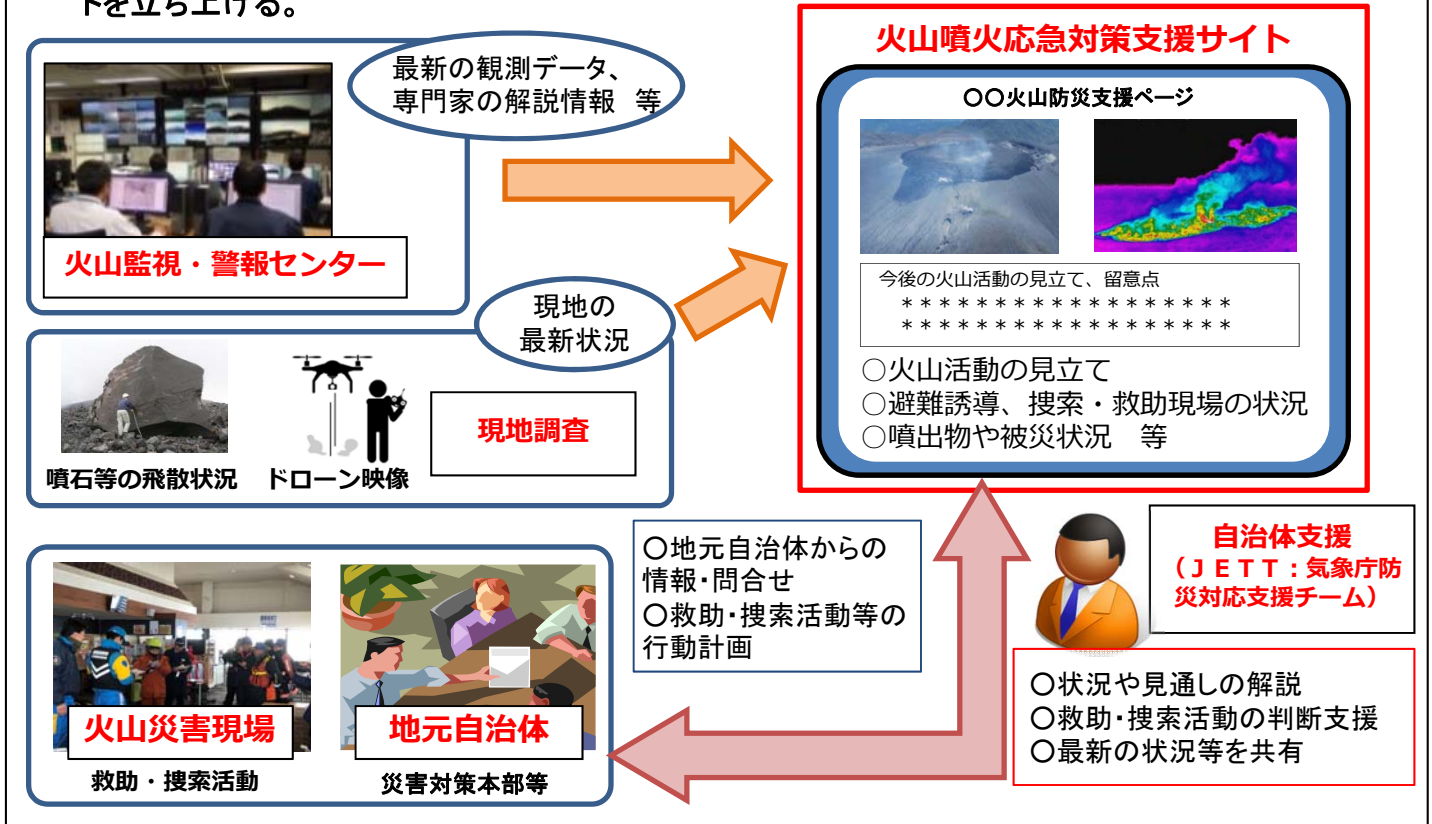 トを立ち上げる。
最新の観測データ、
専門家の解説情報　等
火山監視・警報センター
現地の
最新状況
噴石等の飛散状況
ドローン映像
現地調査
火山噴火応急対策支援サイト
〇〇火山防災支援ページ
今後の火山活動の見立て、留意点
＊＊＊＊＊＊＊＊＊＊＊＊＊＊＊＊＊＊
＊＊＊＊＊＊＊＊＊＊＊＊＊＊＊＊＊＊
○火山活動の見立て
○避難誘導、捜索・救助現場の状況
○噴出物や被災状況　等
火山災害現場
救助・捜索活動
地元自治体
災害対策本部等
〇地元自治体からの
情報・問合せ
〇救助・捜索活動等の
行動計画
自治体支援
（ＪＥＴＴ：気象庁防
災対応支援チーム）
〇状況や見通しの解説
〇救助・捜索活動の判断支援
〇最新の状況等を共有